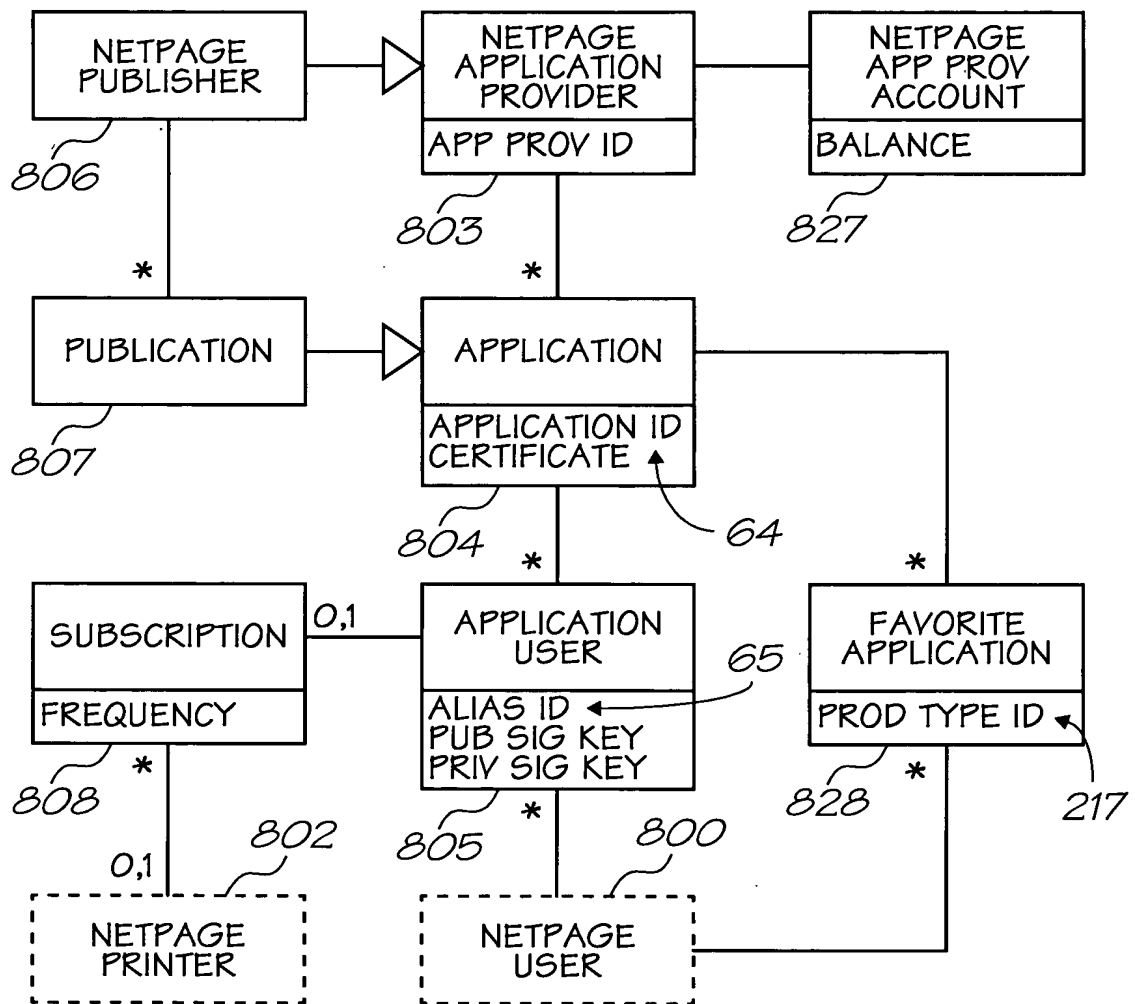 NETPAGE
PUBLISHER
NETPAGE
APPLICATION
PROVIDER
APP PROV ID
NETPAGE
APP PROV
ACCOUNT
BALANCE
806
803
827
*
*
PUBLICATION
APPLICATION
APPLICATION ID
CERTIFICATE
807
804
64
*
*
SUBSCRIPTION
FREQUENCY
0,1
APPLICATION
USER
ALIAS ID
PUB SIG KEY
PRIV SIG KEY
65
FAVORITE
APPLICATION
PROD TYPE ID
808
*
805
*
828
*
217
802
800
0,1
NETPAGE
PRINTER
NETPAGE
USER